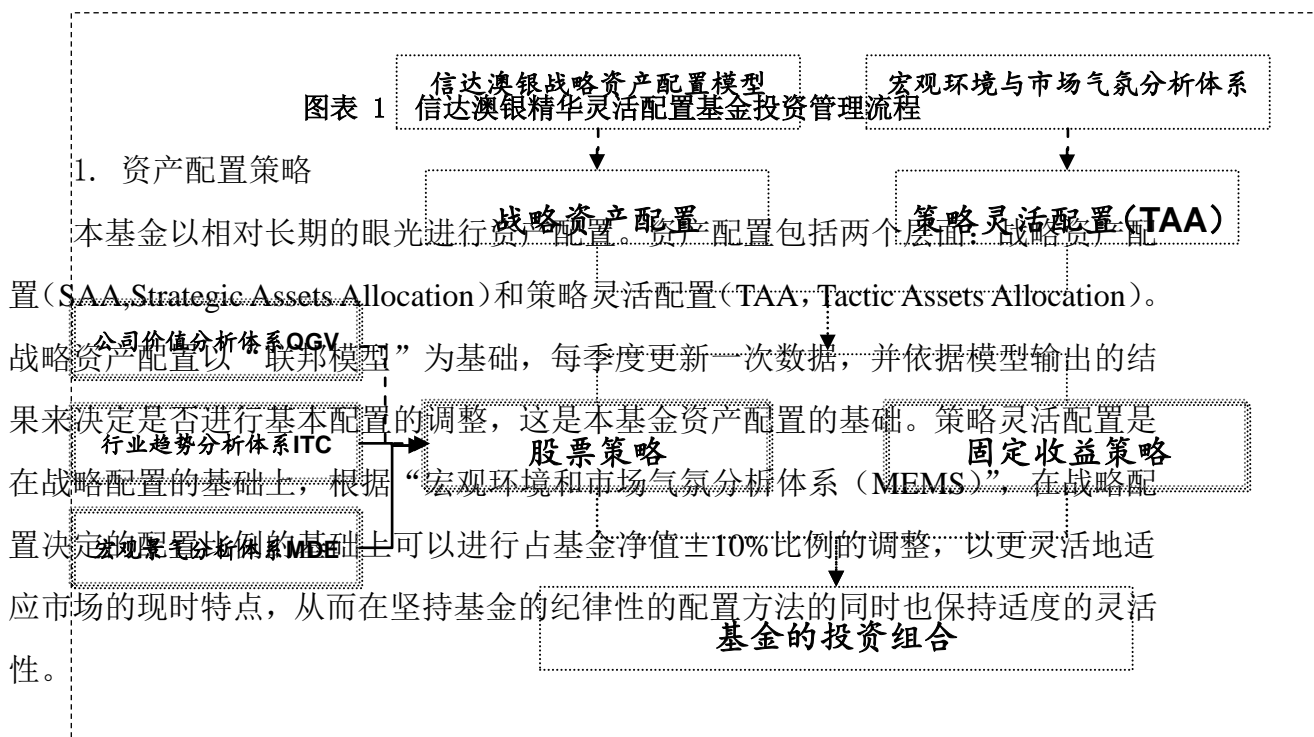 信达澳银战略资产配置模型
宏观环境与市场气氛分析体系
图表 1 信达澳银精华灵活配置基金投资管理流程
1. 资产配置策略
战略资产配置
策略灵活配置（TAA）
本基金以相对长期的眼光进行资产配置。资产配置包括两个层面：战略资产配
置（SAA,Strategic Assets Allocation）和策略灵活配置（TAA，Tactic Assets Allocation）。
公司价值分析体系QGV
战略资产配置以“联邦模型”为基础，每季度更新一次数据，并依据模型输出的结
果来决定是否进行基本配置的调整，这是本基金资产配置的基础。策略灵活配置是
行业趋势分析体系ITC
股票策略
固定收益策略
在战略配置的基础上，根据“宏观环境和市场气氛分析体系（MEMS）”，在战略配
置决定的配置比例的基础上可以进行占基金净值±10%比例的调整，以更灵活地适
宏观景气分析体系MDE
应市场的现时特点，从而在坚持基金的纪律性的配置方法的同时也保持适度的灵活
基金的投资组合
性。